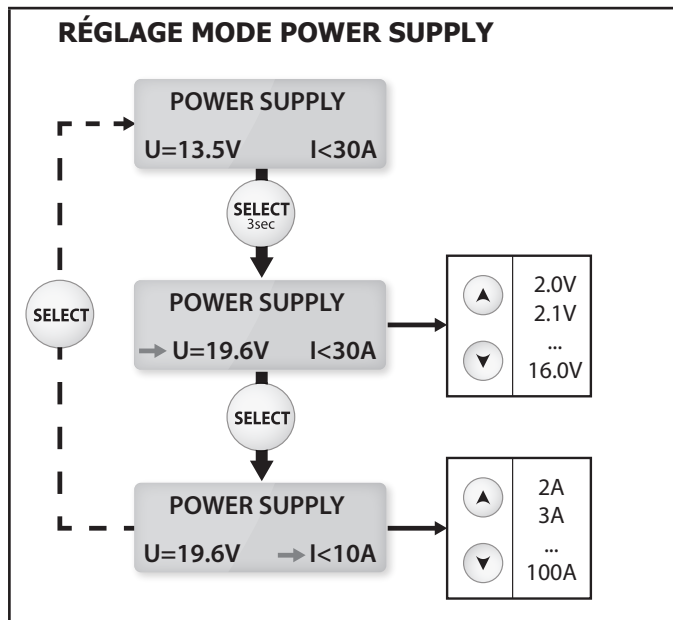 RÉGLAGE MODE POWER SUPPLY
POWER SUPPLY
U=13.5V I<30A
SELECT
3sec
POWER SUPPLY
U=19.6V I<30A
2.0V
2.1V
...
16.0V
SELECT
SELECT
POWER SUPPLY
U=19.6V I<10A
2A
3A
...
100A